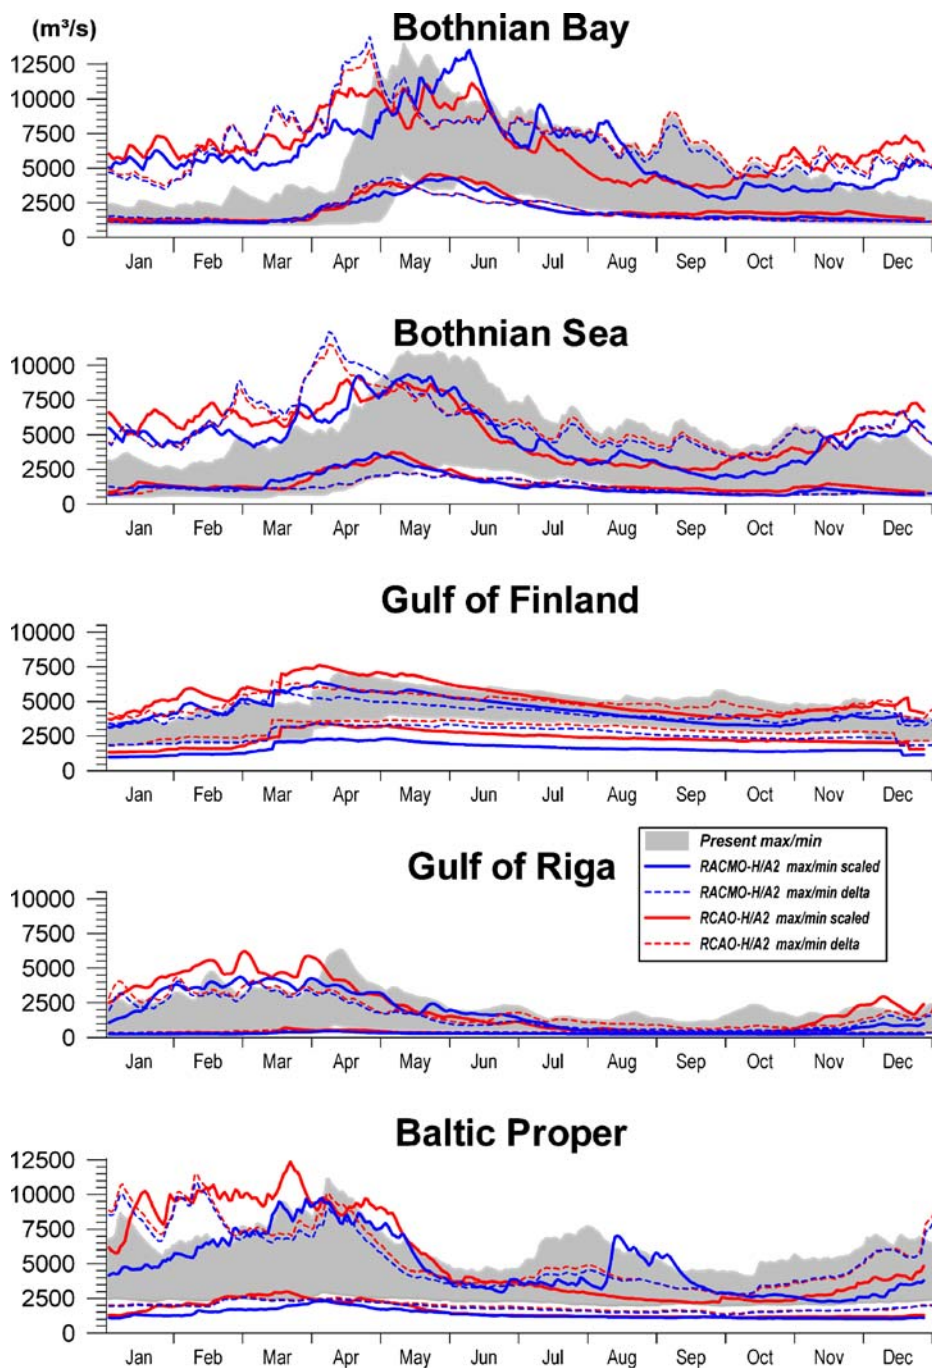 (m³/s)
Bothnian Bay
12500
10000
7500
5000
2500
0
Jan Feb Mar Apr May Jun Jul Aug Sep Oct Nov Dec
Bothnian Sea
10000
7500
5000
2500
0
Jan Feb Mar Apr May Jun Jul Aug Sep Oct Nov Dec
Gulf of Finland
10000
7500
5000
2500
0
Jan Feb Mar Apr May Jun Jul Aug Sep Oct Nov Dec
Gulf of Riga
Present max/min
RACMO-H/A2 max/min scaled
RACMO-H/A2 max/min delta
RCAO-H/A2 max/min scaled
RCAO-H/A2 max/min delta
10000
7500
5000
2500
0
Jan Feb Mar Apr May Jun Jul Aug Sep Oct Nov Dec
Baltic Proper
12500
10000
7500
5000
2500
0
Jan Feb Mar Apr May Jun Jul Aug Sep Oct Nov Dec